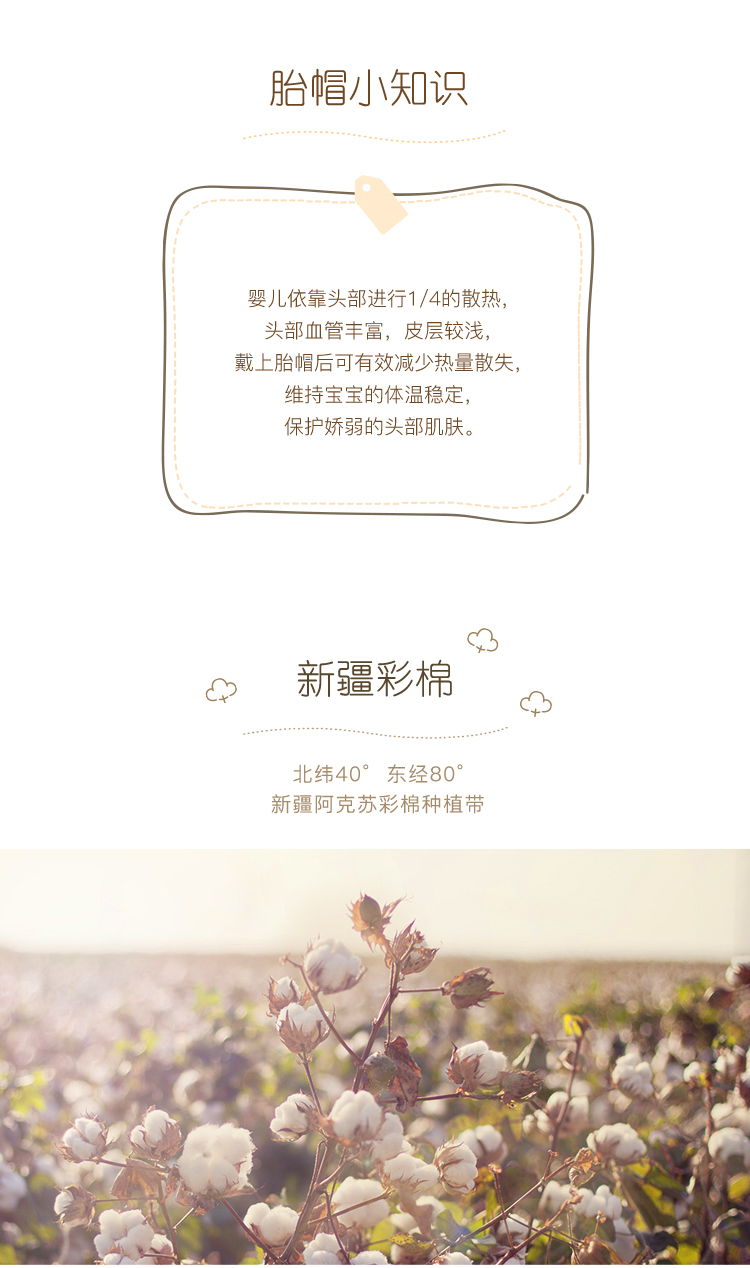 胎帽小知识
婴儿依靠头部进行1/4的散热，
头部血管丰富，皮层较浅，
戴上胎帽后可有效减少热量散失，
维持宝宝的体温稳定，
保护娇弱的头部肌肤。
新疆彩棉
北纬40° 东经80°
新疆阿克苏彩棉种植带